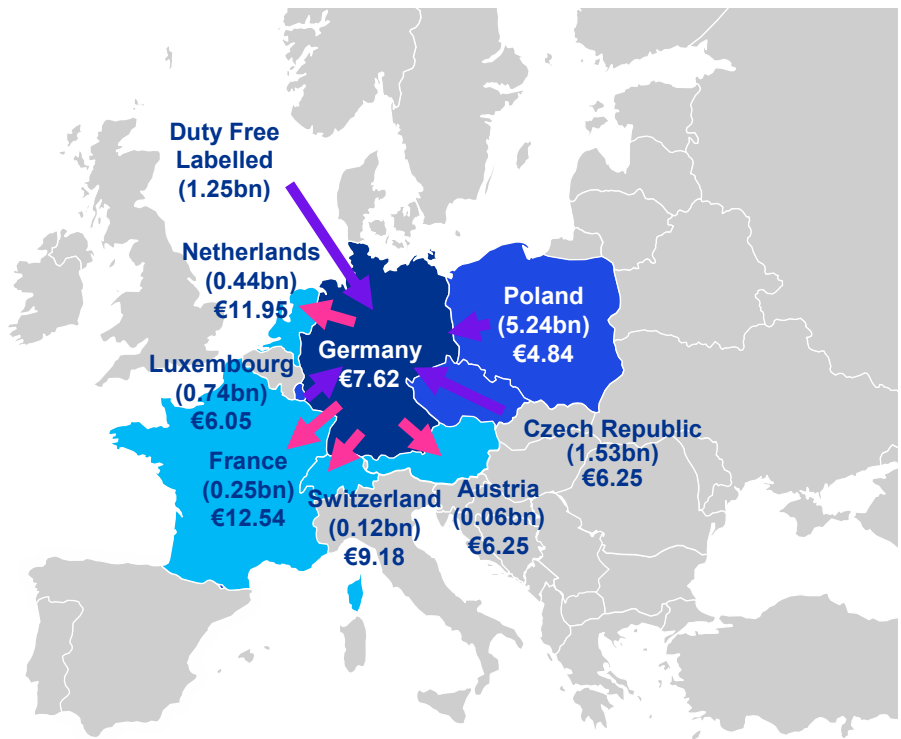 Duty Free
Labelled
(1.25bn)
Netherlands
(0.44bn)
€11.95
Poland
(5.24bn)
€4.84
Germany
€7.62
Luxembourg
(0.74bn)
€6.05
Czech Republic
(1.53bn)
€6.25
France
(0.25bn)
€12.54
Switzerland
(0.12bn)
€9.18
Austria
(0.06bn)
€6.25